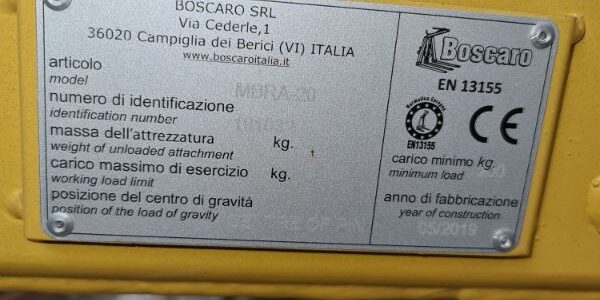 BOSCARO SRL
Via Cederle,1
36020 Campiglia dei Berici (VI) ITALIA
www.boscaroitalia.it
articolo
model
MBRA-20
numero di identificazione
identification number
massa dell'attrezzatura kg.
weight of unloaded attachment
carico massimo di esercizio kg.
working load limit
posizione del centro di gravità
position of the load of gravity
CENTRE OF PIN
Boscaro
EN 13155
EN13155
CE
carico minimo kg.
minimum load
anno di fabbricazione
year of construction
05/2019